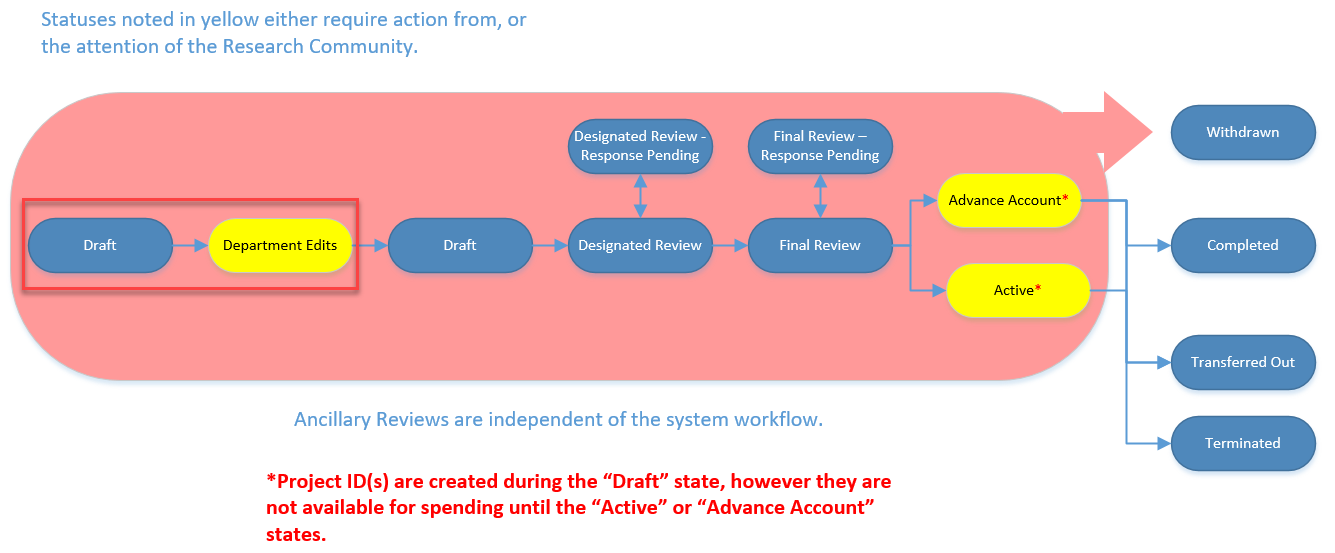 Statuses noted in yellow either require action from, or
the attention of the Research Community.
Withdrawn
Designated Review -
Response Pending
Final Review –
Response Pending
Advance Account*
Draft
Department Edits
Draft
Designated Review
Final Review
Completed
Active*
Transferred Out
Terminated
Ancillary Reviews are independent of the system workflow.
*Project ID(s) are created during the “Draft” state, however they are
not available for spending until the “Active” or “Advance Account”
states.